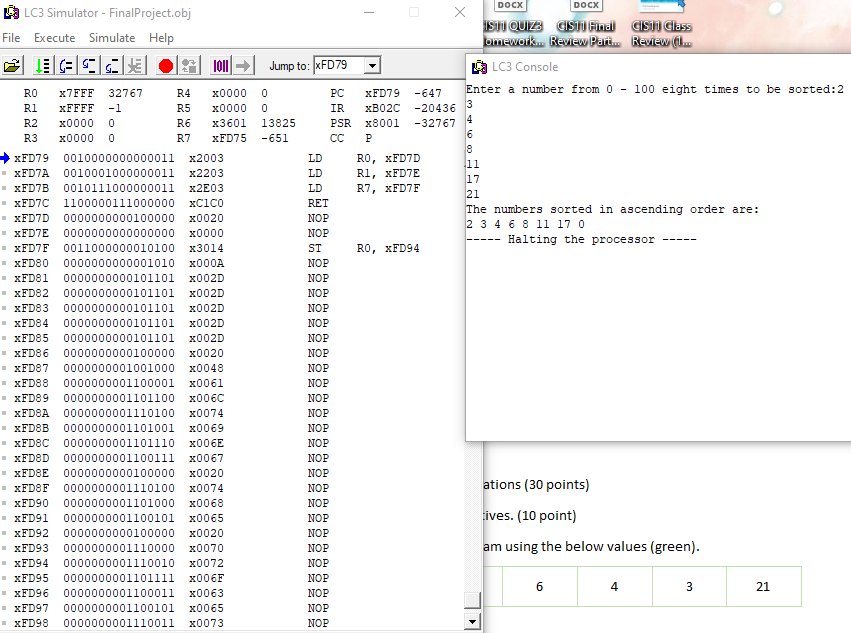 LC3 Simulator - FinalProject.obj
File Execute Simulate Help
Jump to: xFD79
R0 x7FFF 32767 R4 x0000 0 PC xFD79 -647
R1 xFFFF -1 R5 x0000 0 IR xB02C -20436
R2 x0000 0 R6 x3601 13825 PSR x8001 -32767
R3 x0000 0 R7 xFD75 -651 CC P
xFD79 0010000000000011 x2003 LD R0, xFD7D
xFD7A 0010001000000011 x2203 LD R1, xFD7E
xFD7B 0010111000000011 x2E03 LD R7, xFD7F
xFD7C 1100000111000000 xC1C0 RET
xFD7D 0000000000100000 x0020 NOP
xFD7E 0000000000000000 x0000 NOP
xFD7F 0011000000010100 x3014 ST R0, xFD94
xFD80 0000000000001010 x000A NOP
xFD81 0000000000101101 x002D NOP
xFD82 0000000000101101 x002D NOP
xFD83 0000000000101101 x002D NOP
xFD84 0000000000101101 x002D NOP
xFD85 0000000000101101 x002D NOP
xFD86 0000000000100000 x0020 NOP
xFD87 0000000001001000 x0048 NOP
xFD88 0000000001100001 x0061 NOP
xFD89 0000000001101100 x006C NOP
xFD8A 0000000001110100 x0074 NOP
xFD8B 0000000001101001 x0069 NOP
xFD8C 0000000001101110 x006E NOP
xFD8D 0000000001100111 x0067 NOP
xFD8E 0000000000100000 x0020 NOP
xFD8F 0000000001110100 x0074 NOP
xFD90 0000000001101000 x0068 NOP
xFD91 0000000001100101 x0065 NOP
xFD92 0000000000100000 x0020 NOP
xFD93 0000000001110000 x0070 NOP
xFD94 0000000001110010 x0072 NOP
xFD95 0000000001101111 x006F NOP
xFD96 0000000001100011 x0063 NOP
xFD97 0000000001100101 x0065 NOP
xFD98 0000000001110011 x0073 NOP
DOCX DOCX
CIS11 QUIZ3 CIS11 Final CIS11 Class
Homework... Review Part... Review (1...
LC3 Console
Enter a number from 0 - 100 eight times to be sorted:2
3
4
6
8
11
17
21
The numbers sorted in ascending order are:
2 3 4 6 8 11 17 0
----- Halting the processor -----
ations (30 points)
tives. (10 point)
am using the below values (green).
6 4 3 21